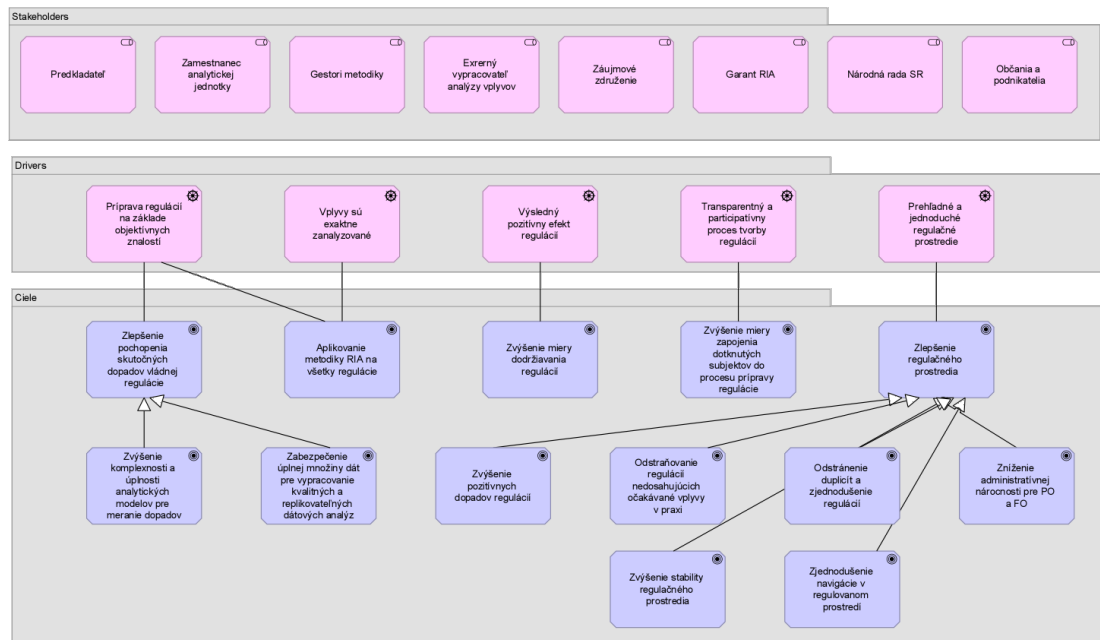 Stakeholders
Predkladateľ
Zamestnanec
analytickej
jednotky
Gestori metodiky
Exrerný
vypracovateľ
analýzy vplyvov
Záujmové
združenie
Garant RIA
Národná rada SR
Občania a
podnikatelia
Drivers
Príprava regulácií
na základe
objektívnych
znalostí
Vplyvy sú
exaktne
zanalyzované
Výsledný
pozitívny efekt
regulácií
Transparentný a
participatívny
proces tvorby
regulácií
Prehľadné a
jednoduché
regulačné
prostredie
Ciele
Zlepšenie
pochopenia
skutočných
dopadov vládnej
regulácie
Aplikovanie
metodiky RIA na
všetky regulácie
Zvýšenie miery
dodržiavania
regulácií
Zvýšenie miery
zapojenia
dotknutých
subjektov do
procesu prípravy
regulácie
Zlepšenie
regulačného
prostredia
Zvýšenie
komplexnosti a
úplnosti
analytických
modelov pre
meranie dopadov
Zabezpečenie
úplnej množiny dát
pre vypracovanie
kvalitných a
replikovateľných
dátových analýz
Zvýšenie
pozitívnych
dopadov regulácií
Odstraňovanie
regulácií
nedosahujúcich
očakávané vplyvy
v praxi
Odstránenie
duplicít a
zjednodušenie
regulácií
Zníženie
administratívnej
nárocnosti pre PO
a FO
Zvýšenie stability
regulačného
prostredia
Zjednodušenie
navigácie v
regulovanom
prostredí